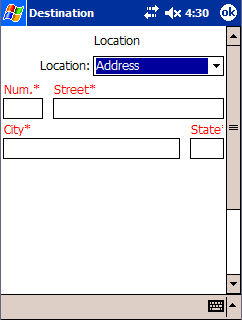 Destination 4:30 ok
Location
Location: Address
Num.* Street*
City* State*